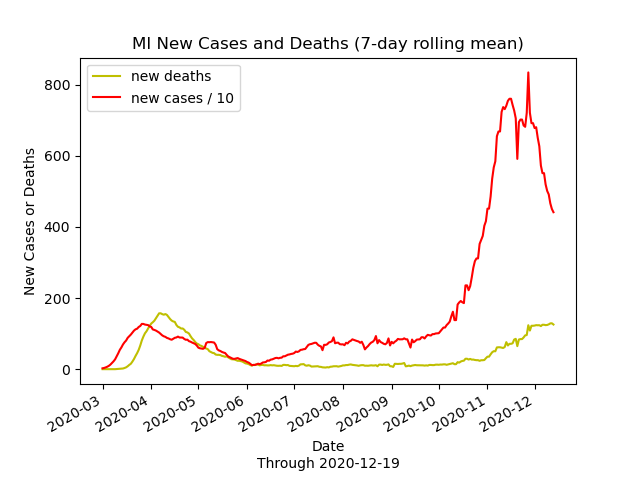 MI New Cases and Deaths (7-day rolling mean)
new deaths
new cases / 10
New Cases or Deaths
800
600
400
200
0
2020-03
2020-04
2020-05
2020-06
2020-07
2020-08
2020-09
2020-10
2020-11
2020-12
Date
Through 2020-12-19